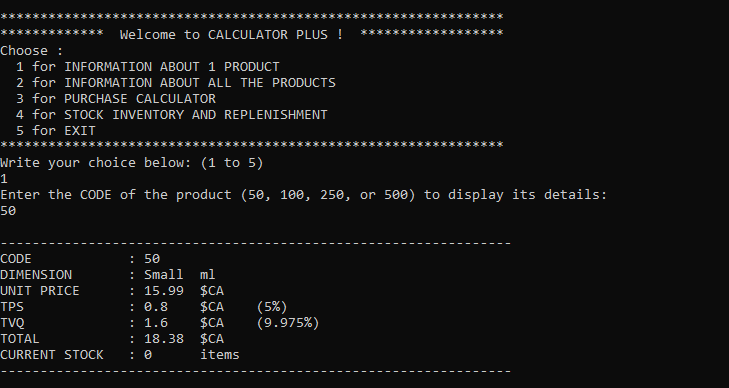 ***************************************************************
*************  Welcome to CALCULATOR PLUS !  ******************
Choose :
  1 for INFORMATION ABOUT 1 PRODUCT
  2 for INFORMATION ABOUT ALL THE PRODUCTS
  3 for PURCHASE CALCULATOR
  4 for STOCK INVENTORY AND REPLENISHMENT
  5 for EXIT
***************************************************************
Write your choice below: (1 to 5)
1
Enter the CODE of the product (50, 100, 250, or 500) to display its details:
50
----------------------------------------------------------------
CODE            : 50
DIMENSION       : Small  ml
UNIT PRICE      : 15.99  $CA
TPS             : 0.8    $CA    (5%)
TVQ             : 1.6    $CA    (9.975%)
TOTAL           : 18.38  $CA
CURRENT STOCK   : 0      items
----------------------------------------------------------------